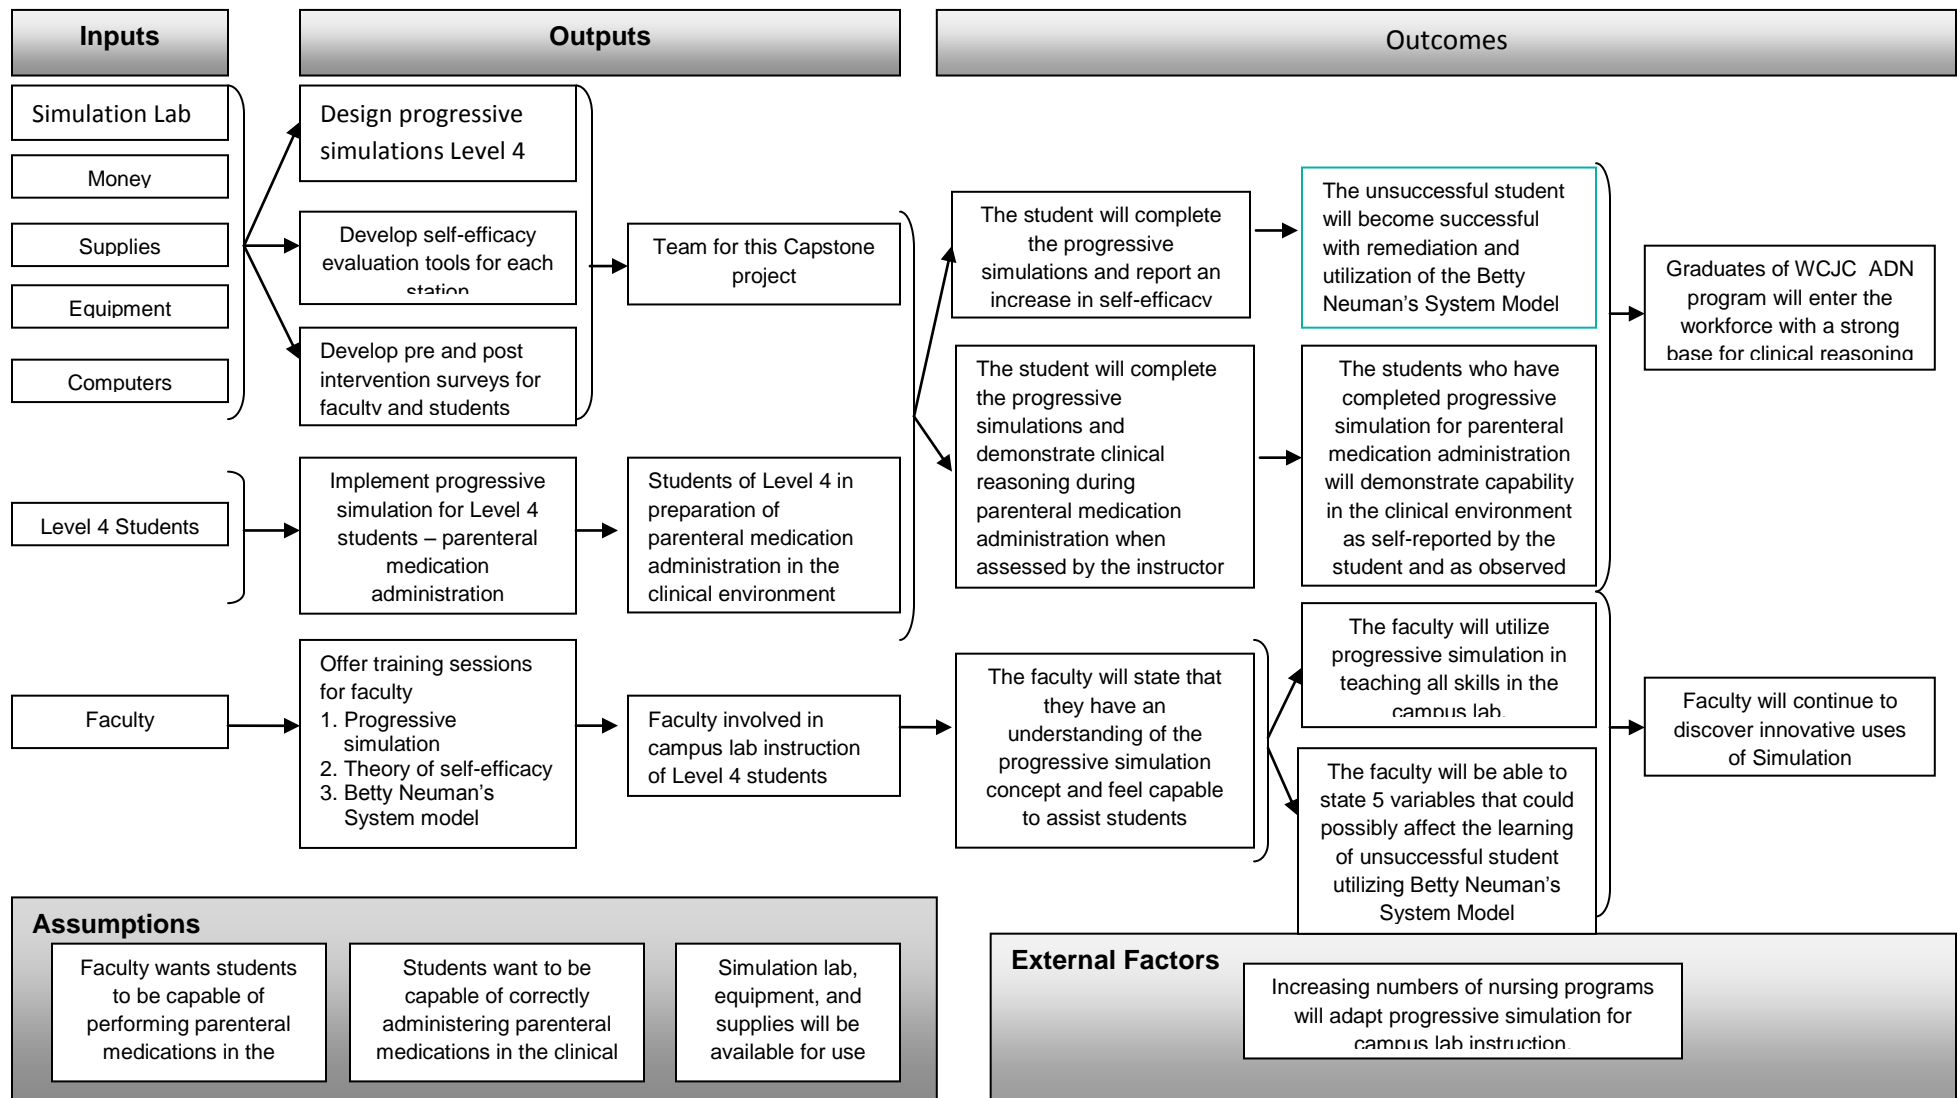 Inputs
Outputs
Outcomes
Simulation Lab
Money
Supplies
Equipment
Computers
Design progressive
simulations Level 4
Develop self-efficacy
evaluation tools for each
station
Develop pre and post
intervention surveys for
faculty and students
Team for this Capstone
project
The student will complete
the progressive
simulations and report an
increase in self-efficacy
The unsuccessful student
will become successful
with remediation and
utilization of the Betty
Neuman's System Model
Graduates of WCJC ADN
program will enter the
workforce with a strong
base for clinical reasoning
The student will complete
the progressive
simulations and
demonstrate clinical
reasoning during
parenteral medication
administration when
assessed by the instructor
The students who have
completed progressive
simulation for parenteral
medication administration
will demonstrate capability
in the clinical environment
as self-reported by the
student and as observed
Level 4 Students
Implement progressive
simulation for Level 4
students – parenteral
medication
administration
Students of Level 4 in
preparation of
parenteral medication
administration in the
clinical environment
Faculty
Offer training sessions
for faculty
1. Progressive
simulation
2. Theory of self-efficacy
3. Betty Neuman's
System model
Faculty involved in
campus lab instruction
of Level 4 students
The faculty will state that
they have an
understanding of the
progressive simulation
concept and feel capable
to assist students
The faculty will utilize
progressive simulation in
teaching all skills in the
campus lab.
The faculty will be able to
state 5 variables that could
possibly affect the learning
of unsuccessful student
utilizing Betty Neuman's
System Model
Faculty will continue to
discover innovative uses
of Simulation
Assumptions
Faculty wants students
to be capable of
performing parenteral
medications in the
Students want to be
capable of correctly
administering parenteral
medications in the clinical
Simulation lab,
equipment, and
supplies will be
available for use
External Factors
Increasing numbers of nursing programs
will adapt progressive simulation for
campus lab instruction.